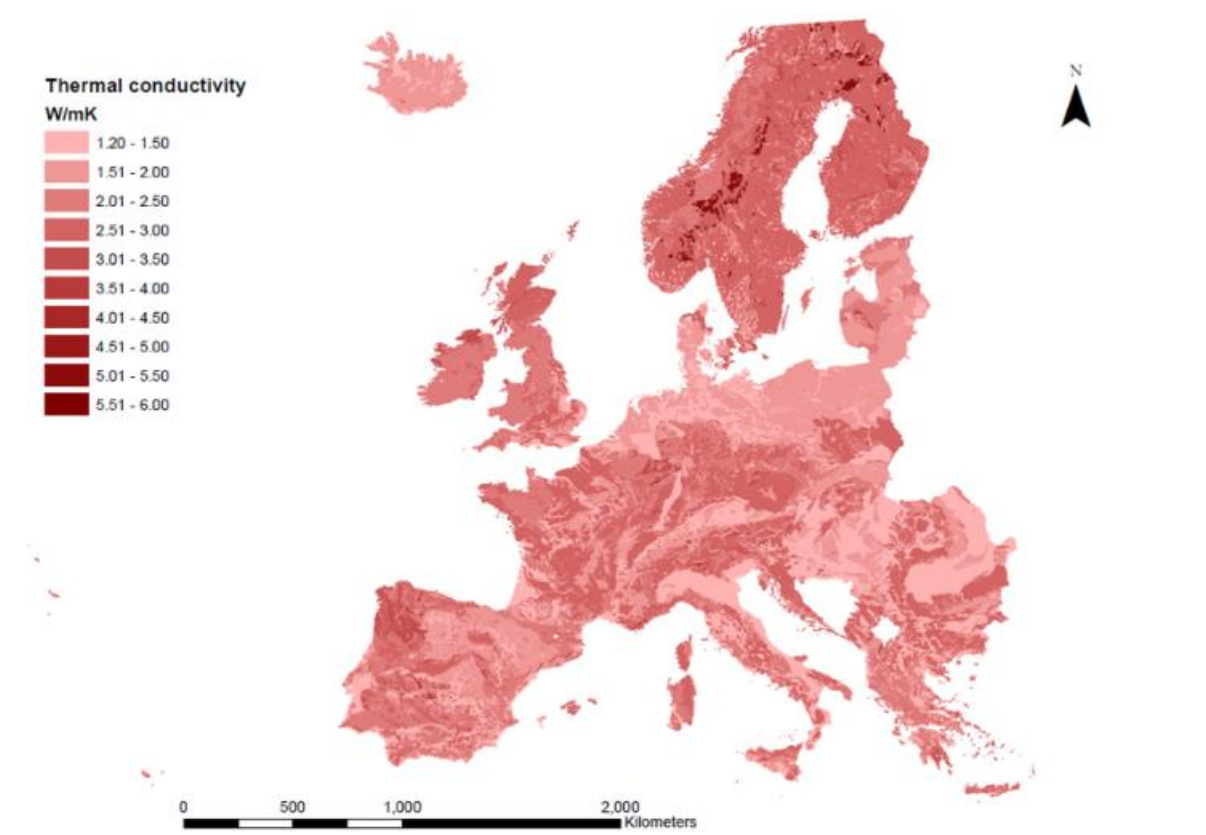 Thermal conductivity
W/mK
1.20 - 1.50
1.51 - 2.00
2.01 - 2.50
2.51 - 3.00
3.01 - 3.50
3.51 - 4.00
4.01 - 4.50
4.51 - 5.00
5.01 - 5.50
5.51 - 6.00
N
0 500 1,000 2,000
Kilometers